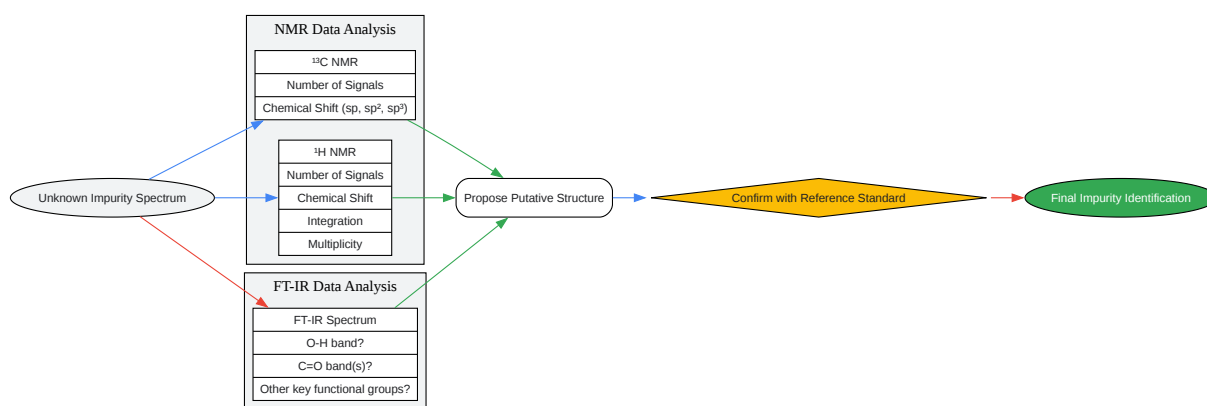 NMR Data Analysis
¹³C NMR
Number of Signals
Chemical Shift (sp, sp², sp³)
¹H NMR
Number of Signals
Chemical Shift
Integration
Multiplicity
Unknown Impurity Spectrum
Propose Putative Structure
Confirm with Reference Standard
Final Impurity Identification
FT-IR Data Analysis
FT-IR Spectrum
O-H band?
C=O band(s)?
Other key functional groups?